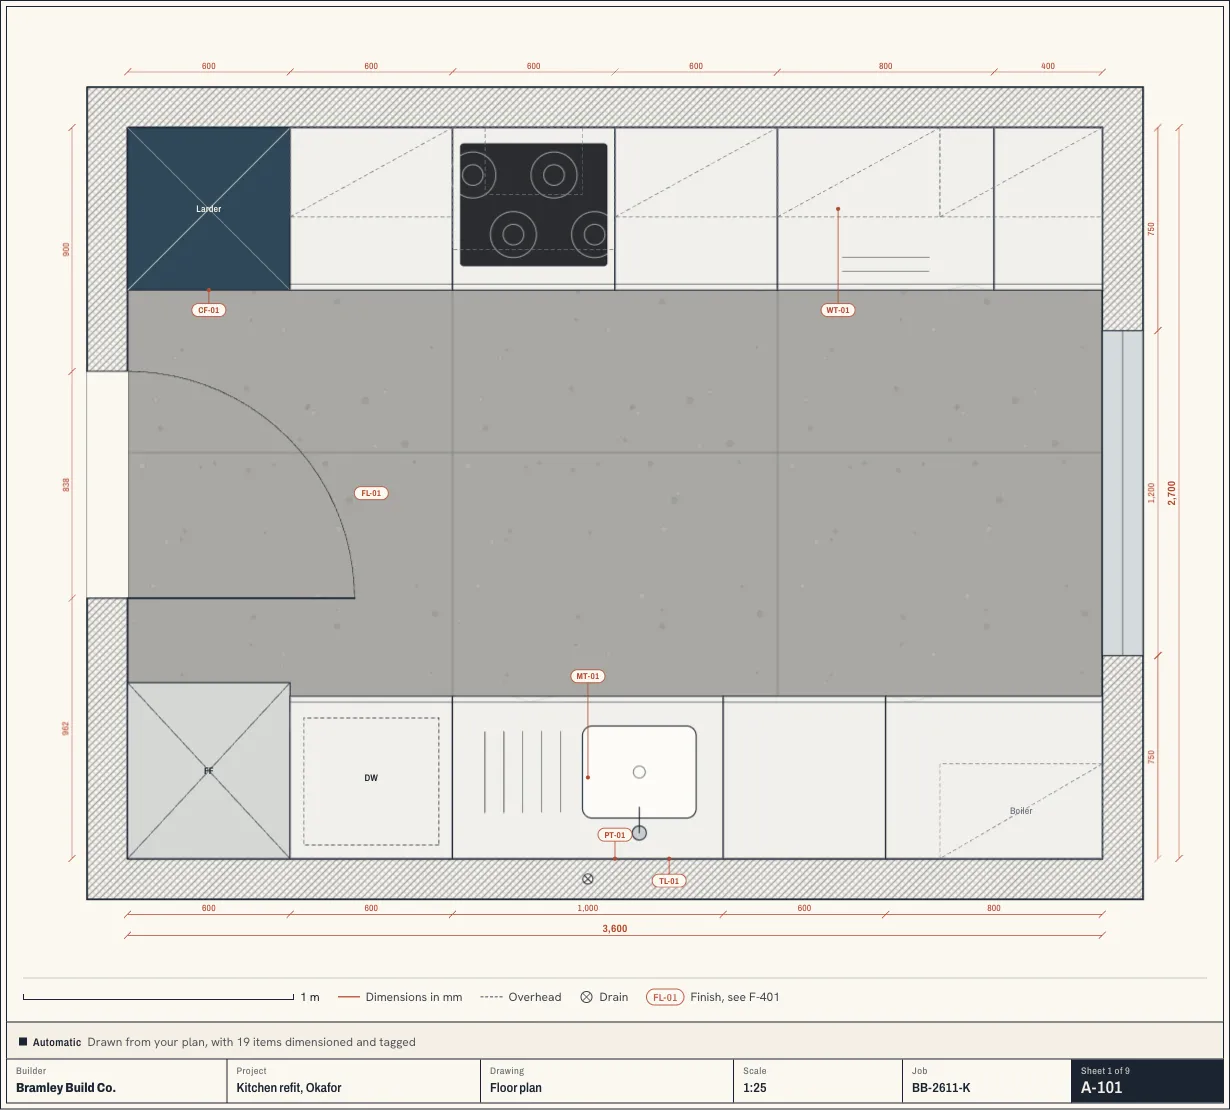 600 600 600 600 800 400
Larder
CF-01
WT-01
900
750
838
FL-01
1,200
2,700
MT-01
962
FF
DW
750
Boiler
PT-01
TL-01
600 600 1,000 600 800
3,600
1 m Dimensions in mm Overhead Drain FL-01 Finish, see F-401
Automatic Drawn from your plan, with 19 items dimensioned and tagged
Builder Project Drawing Scale Job Sheet 1 of 9
Bramley Build Co. Kitchen refit, Okafor Floor plan 1:25 BB-2611-K A-101